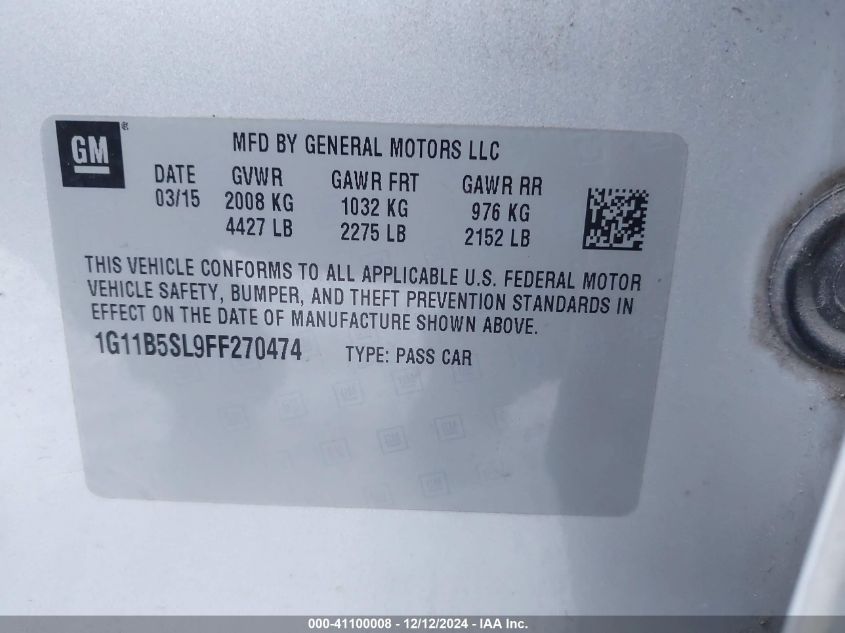 GM®
MFD BY GENERAL MOTORS LLC
DATE GVWR GAWR FRT GAWR RR
03/15 2008 KG 1032 KG 976 KG
4427 LB 2275 LB 2152 LB
THIS VEHICLE CONFORMS TO ALL APPLICABLE U.S. FEDERAL MOTOR
VEHICLE SAFETY, BUMPER, AND THEFT PREVENTION STANDARDS IN
EFFECT ON THE DATE OF MANUFACTURE SHOWN ABOVE.
1G11B5SL9FF270474 TYPE: PASS CAR
000-41100008 - 12/12/2024 - IAA Inc.